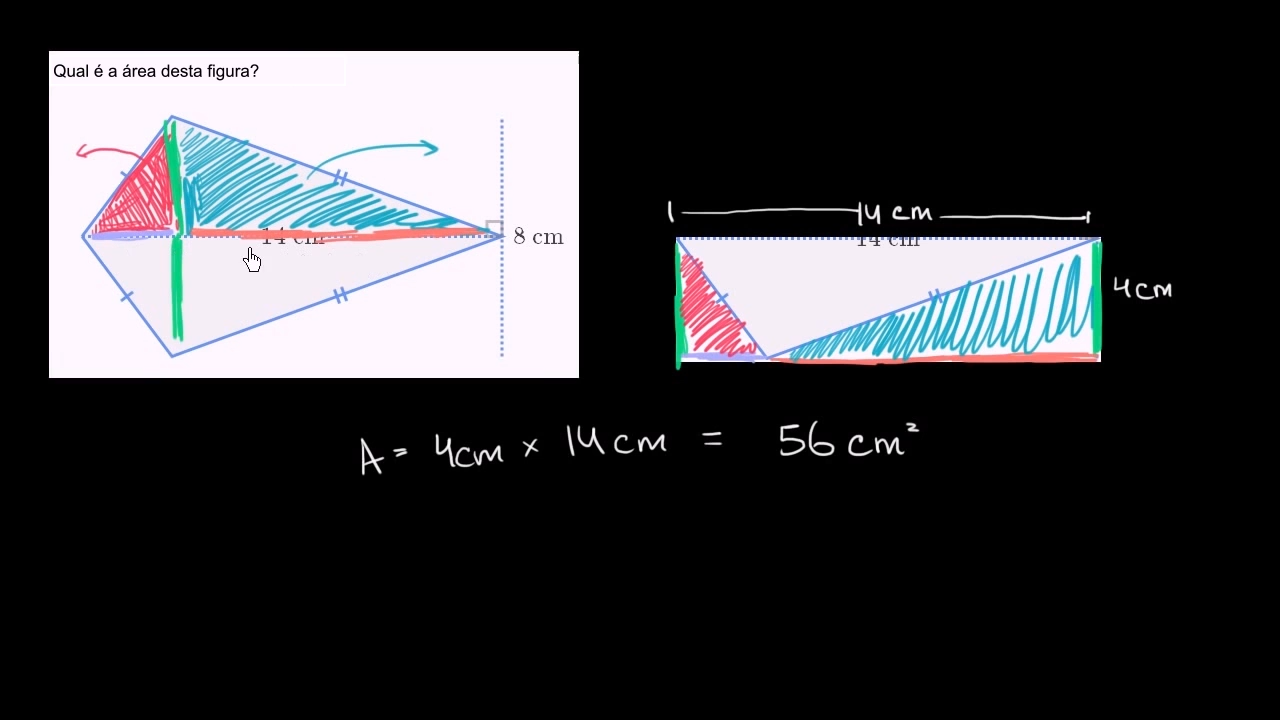 Qual é a área desta figura?
14 cm
8 cm
14 cm
14 cm
4cm
A = 4cm × 14cm = 56 cm²